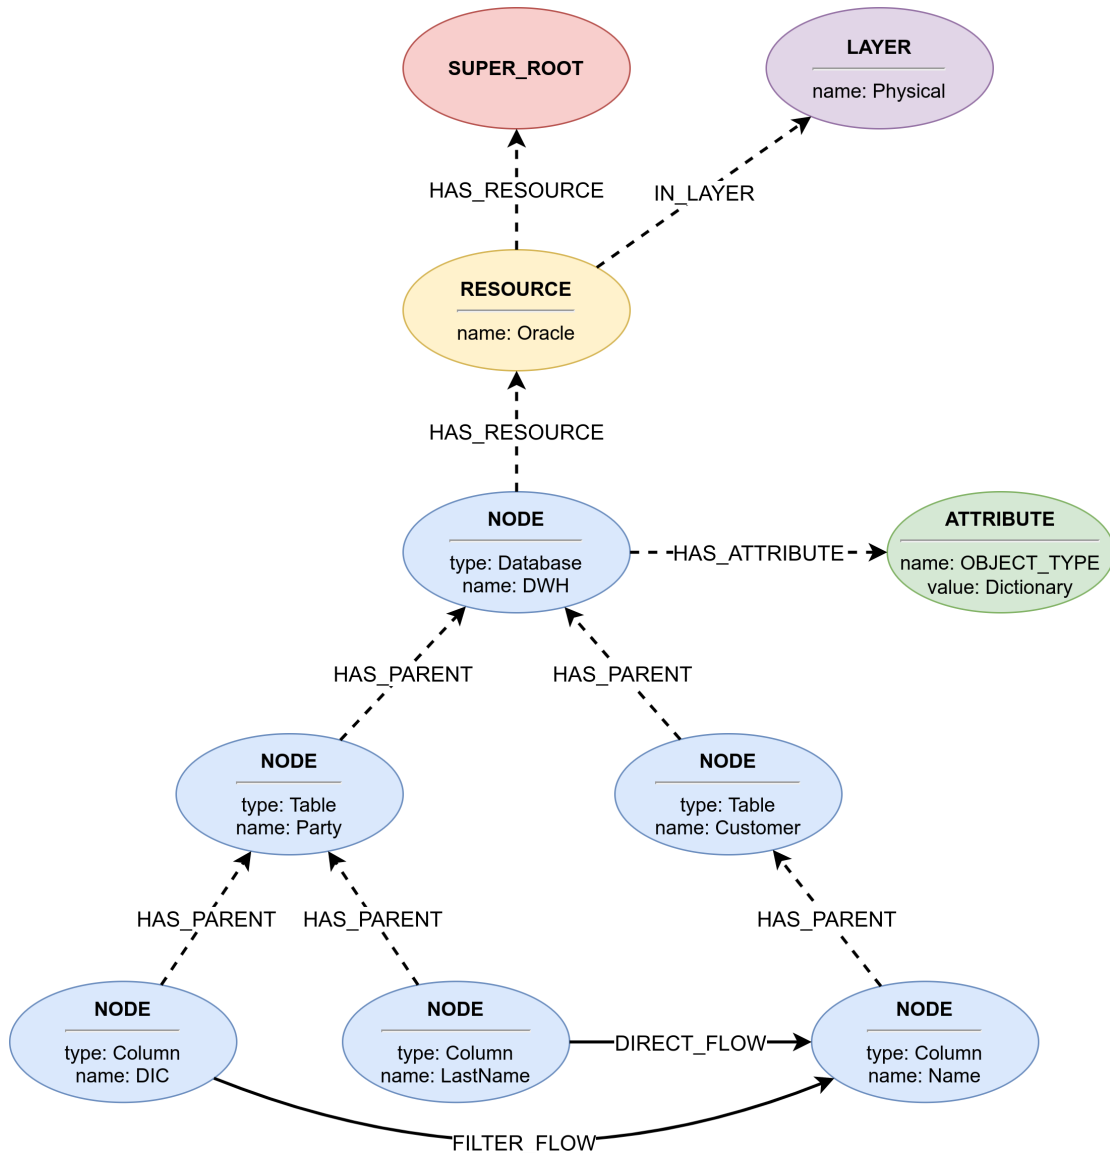 SUPER_ROOT
LAYER
name: Physical
HAS_RESOURCE
IN_LAYER
RESOURCE
name: Oracle
HAS_RESOURCE
NODE
type: Database
name: DWH
HAS_ATTRIBUTE
ATTRIBUTE
name: OBJECT_TYPE
value: Dictionary
HAS_PARENT
HAS_PARENT
NODE
type: Table
name: Party
NODE
type: Table
name: Customer
HAS_PARENT
HAS_PARENT
HAS_PARENT
NODE
type: Column
name: DIC
NODE
type: Column
name: LastName
DIRECT_FLOW
NODE
type: Column
name: Name
FILTER_FLOW